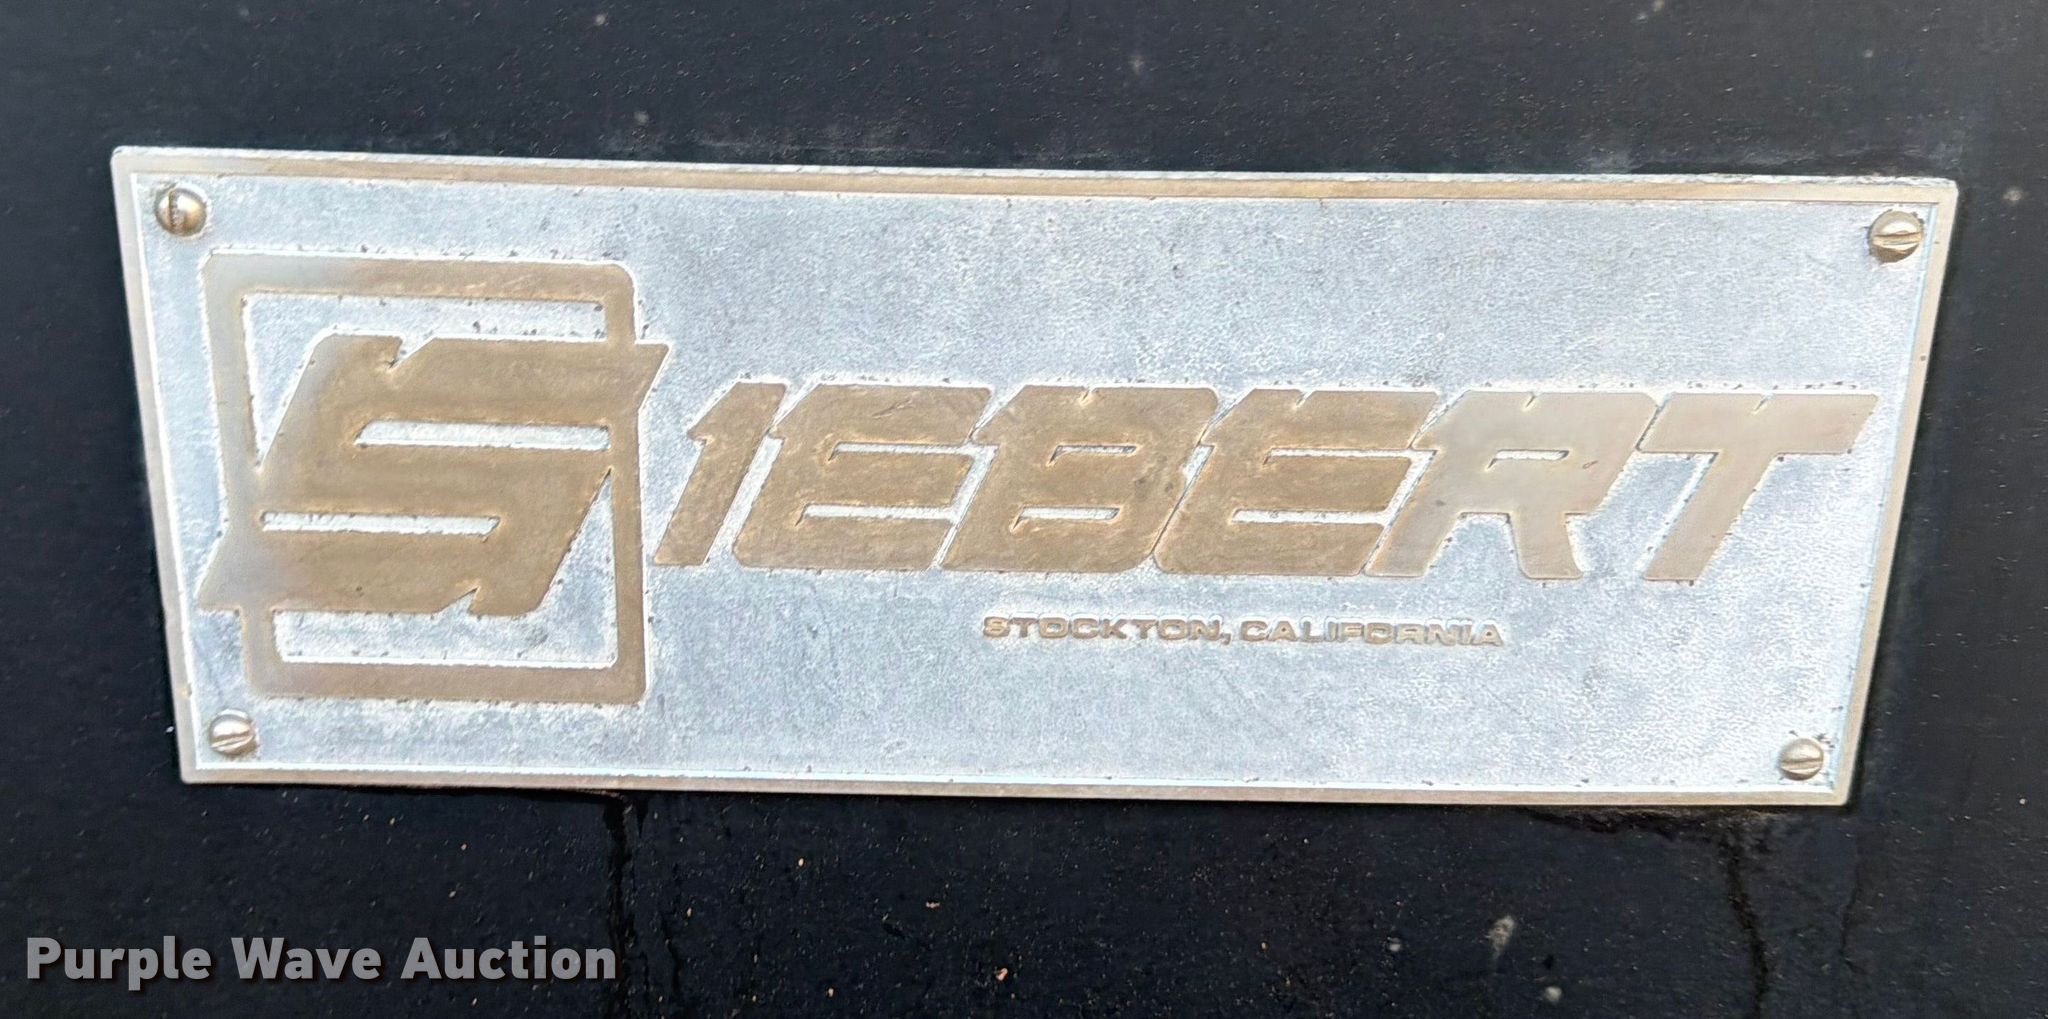 SIEBERT
STOCKTON, CALIFORNIA
Purple Wave Auction